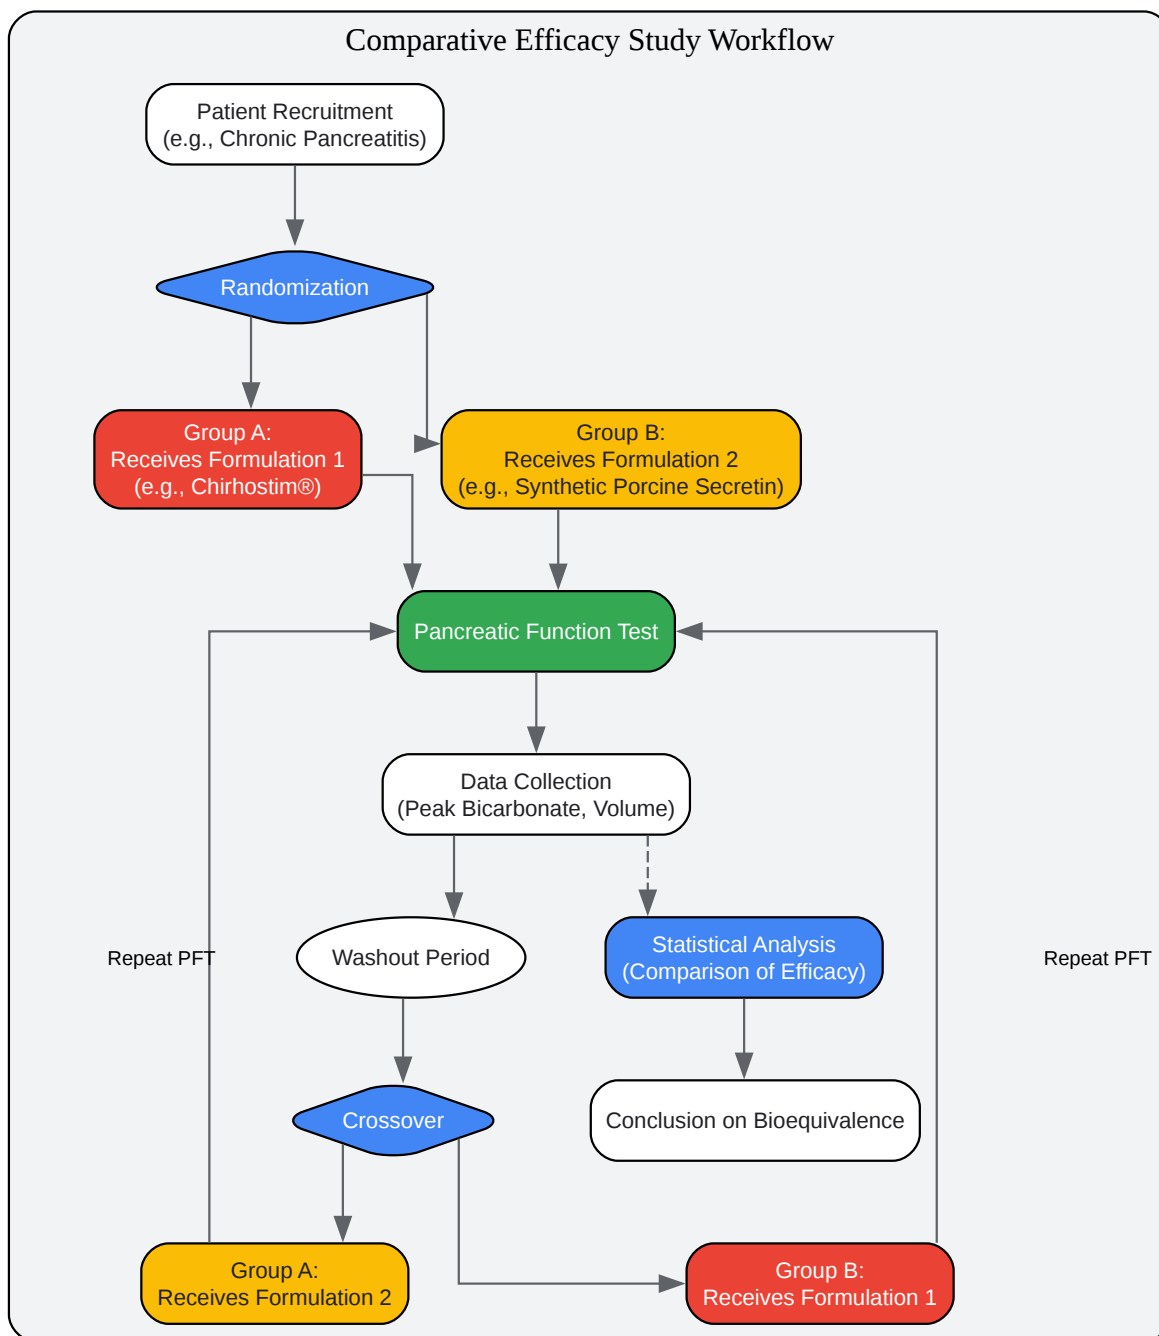 Comparative Efficacy Study Workflow
Patient Recruitment
(e.g., Chronic Pancreatitis)
Randomization
Group A:
Receives Formulation 1
(e.g., Chirhostim®)
Group B:
Receives Formulation 2
(e.g., Synthetic Porcine Secretin)
Pancreatic Function Test
Data Collection
(Peak Bicarbonate, Volume)
Repeat PFT
Washout Period
Statistical Analysis
(Comparison of Efficacy)
Repeat PFT
Crossover
Conclusion on Bioequivalence
Group A:
Receives Formulation 2
Group B:
Receives Formulation 1